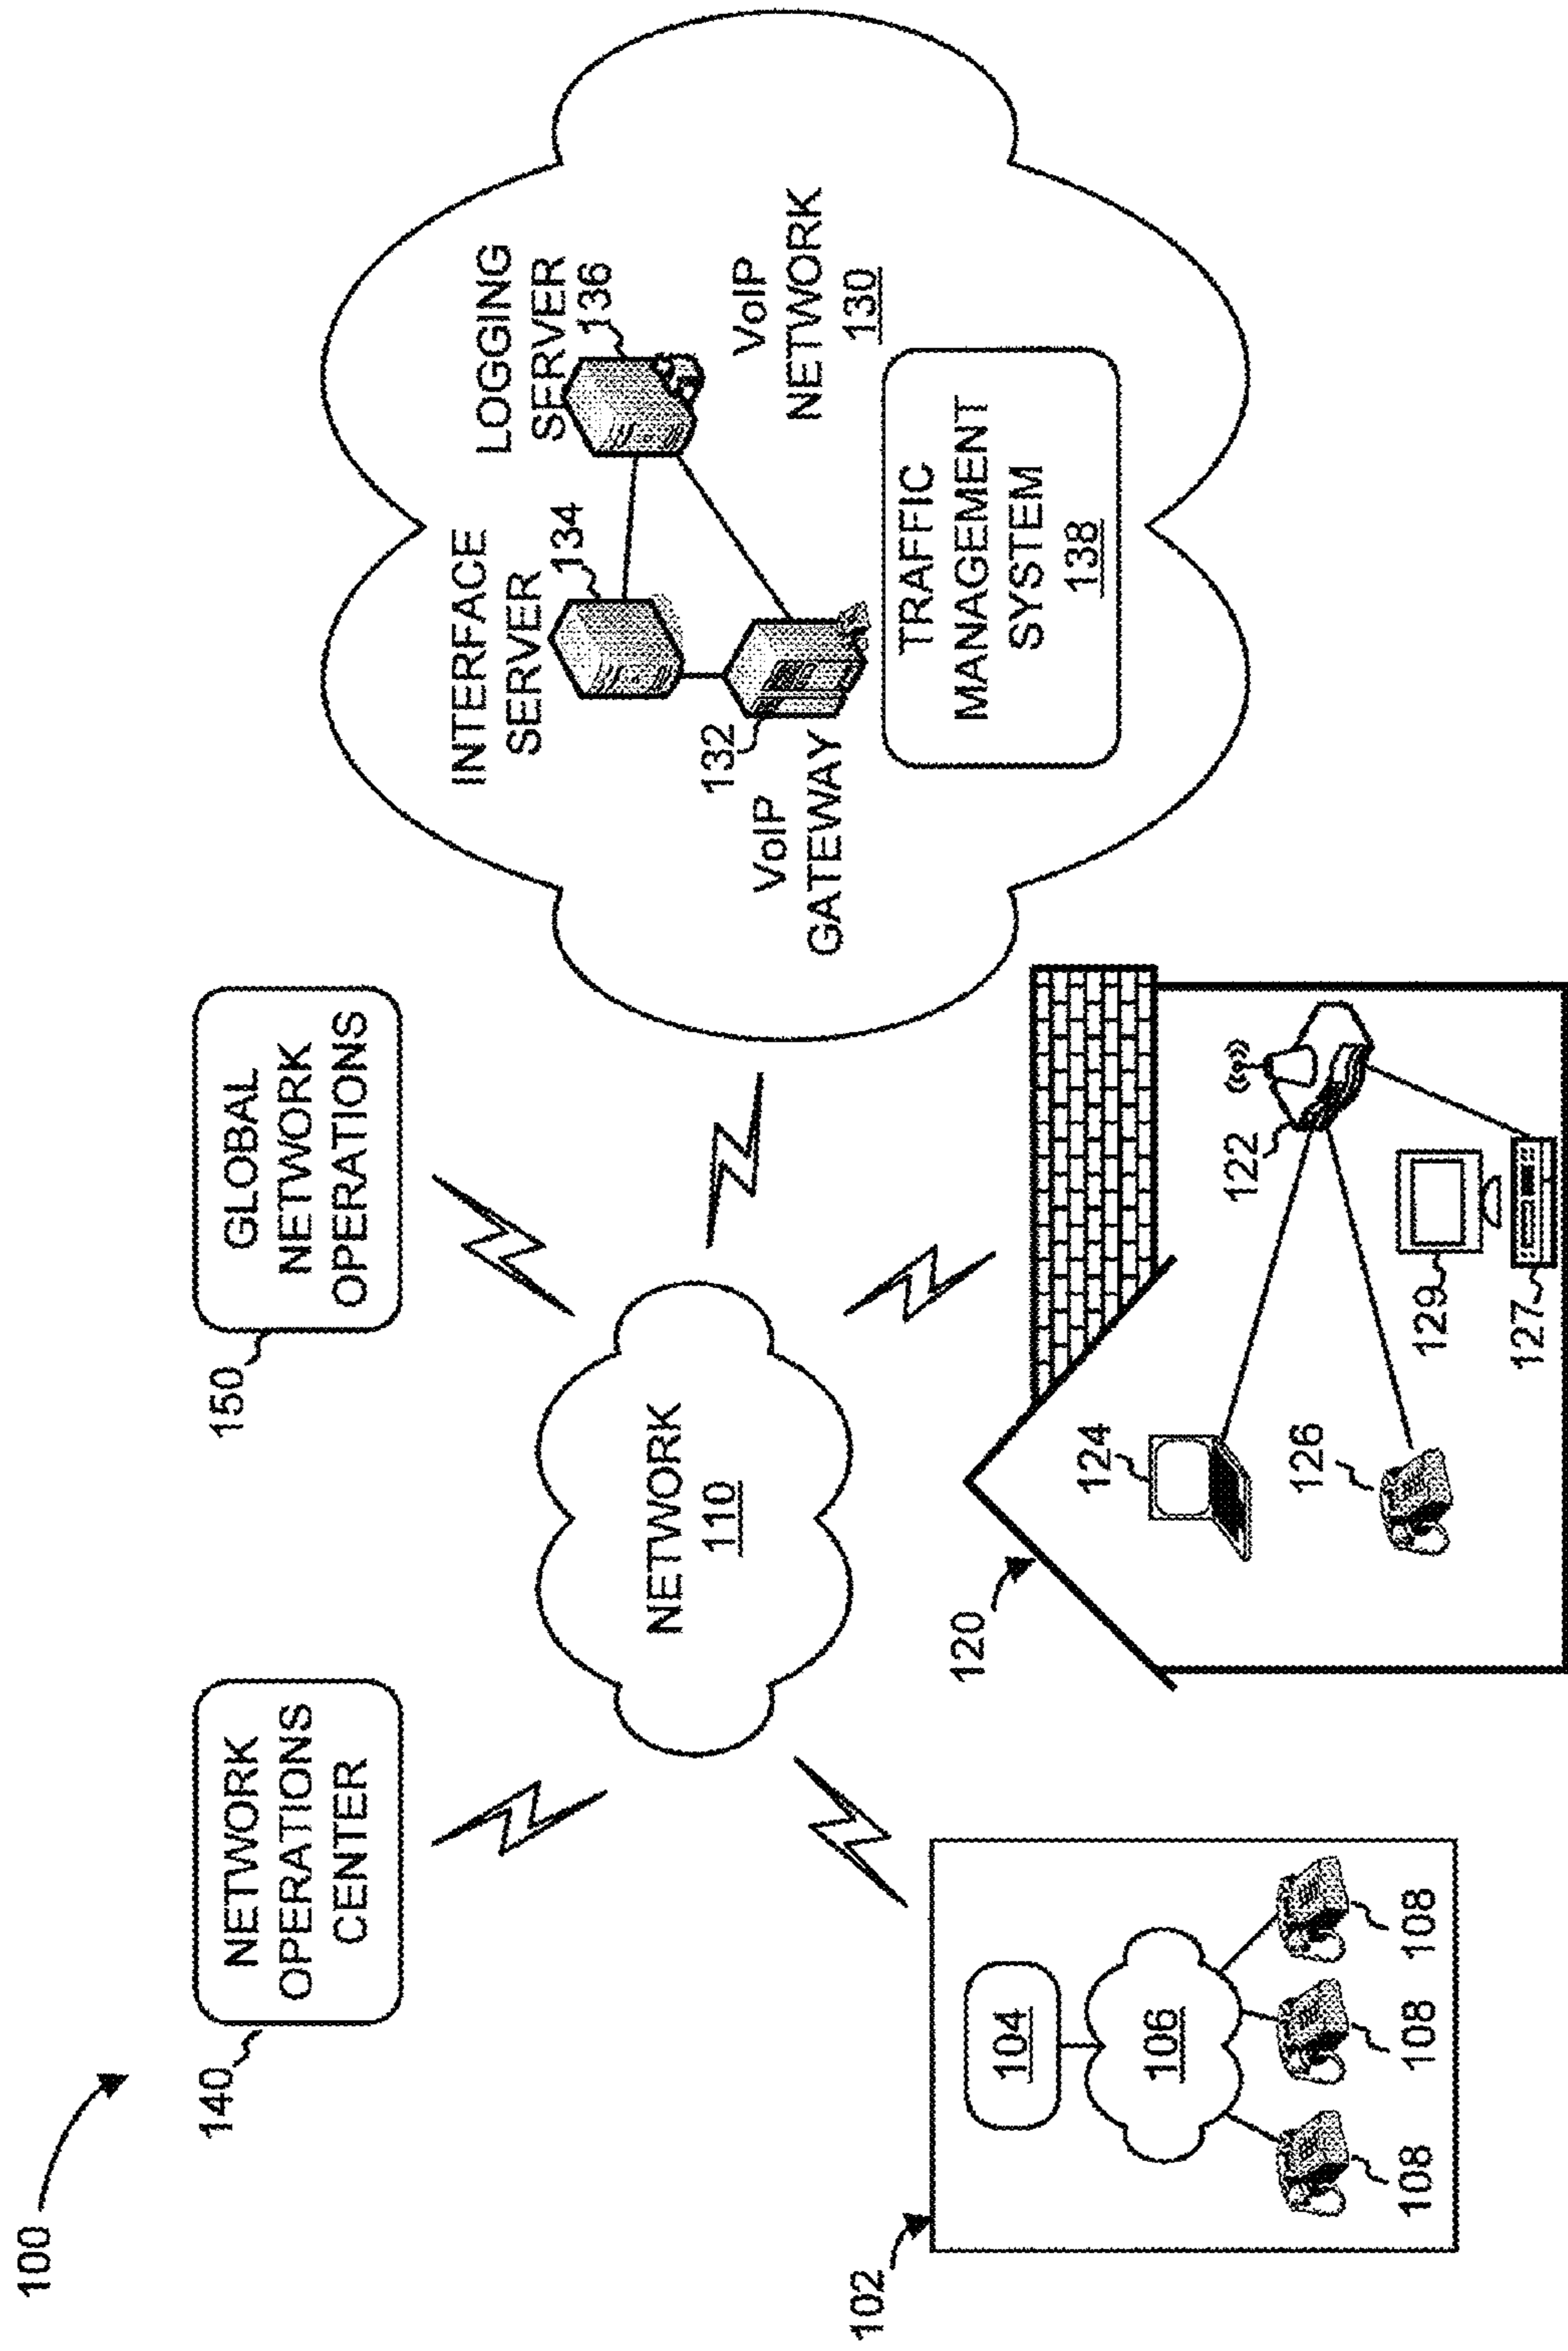 100
140
NETWORK
OPERATIONS
CENTER
150
GLOBAL
NETWORK
OPERATIONS
NETWORK
110
INTERFACE
SERVER
134
LOGGING
SERVER
136
132
VoIP
GATEWAY
VoIP
NETWORK
130
TRAFFIC
MANAGEMENT
SYSTEM
138
102
104
106
108
108
108
120
124
126
122
129
127